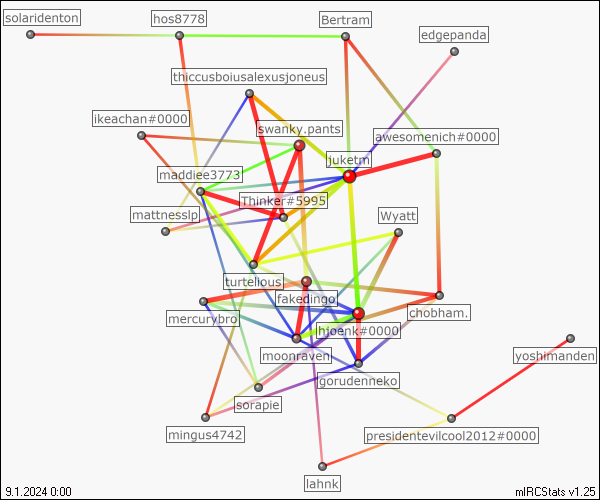 solaridenton
hos8778
Bertram
edgepanda
thiccusboiusalexusjoneus
ikeachan#0000
swanky.pants
awesomenich#0000
juketm
maddiee3773
Thinker#5995
mattnesslp
Wyatt
turtelious
fakedingo
mercurybro
chobham.
hjoenk#0000
moonraven
yoshimanden
gorudenneko
sorapie
mingus4742
presidentevilcool2012#0000
lahnk
9.1.2024 0:00
mIRCStats v1.25